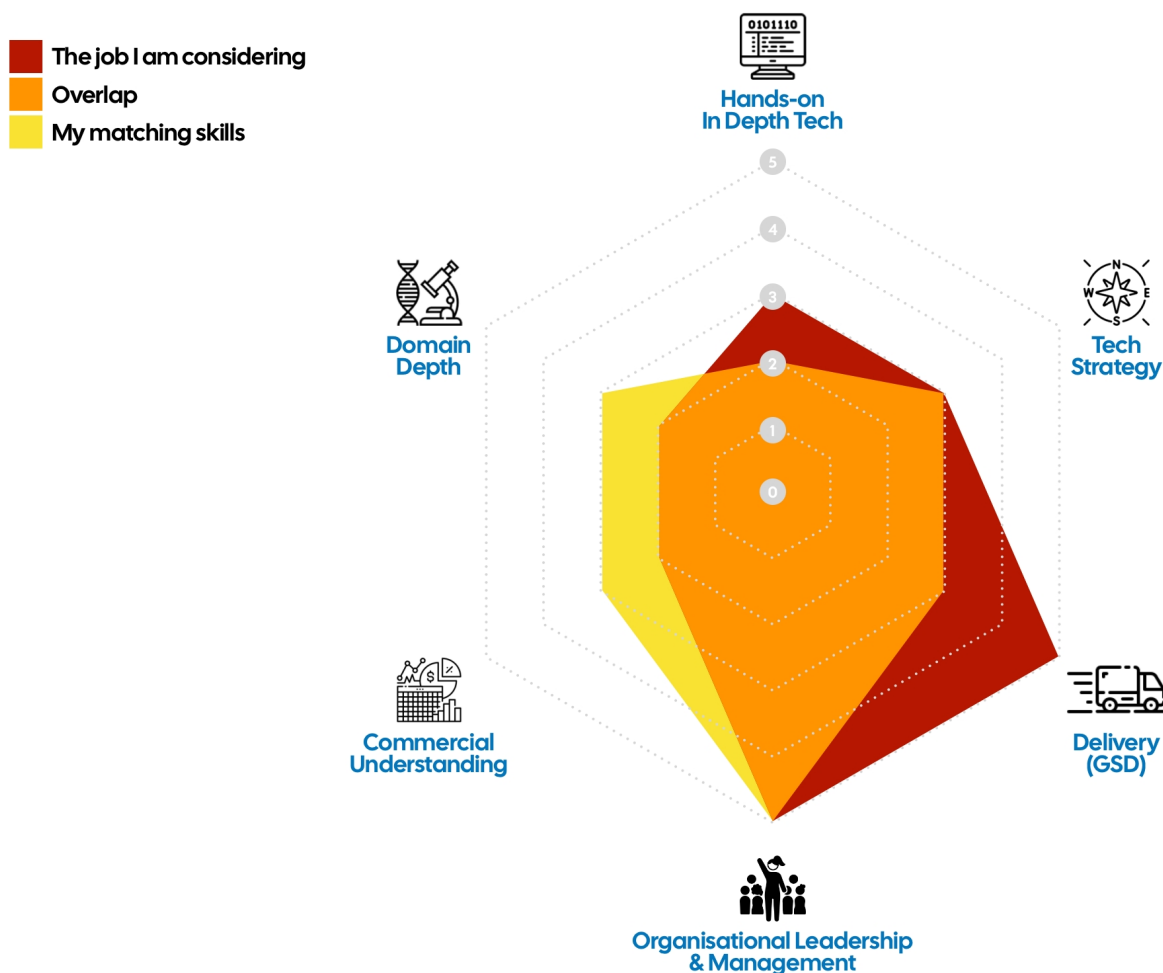 The job I am considering
Overlap
My matching skills
0101110
Hands-on
In Depth Tech
5
4
3
2
1
0
N
W E
S
Tech
Strategy
Domain
Depth
$
%
Commercial
Understanding
Delivery
(GSD)
Organisational Leadership
& Management